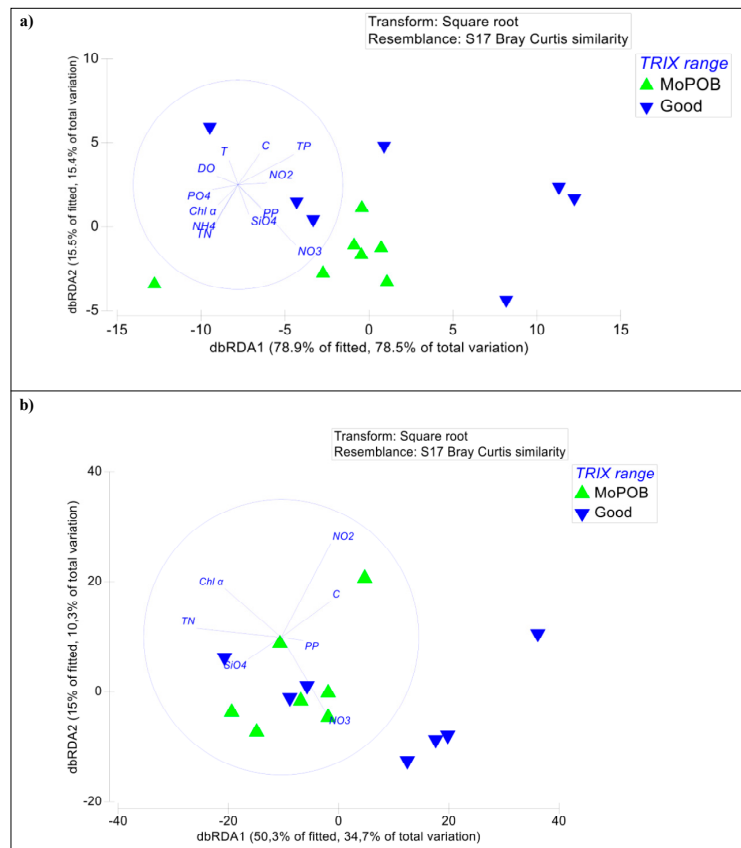 a)
Transform: Square root
Resemblance: S17 Bray Curtis similarity
TRIX range
MoPOB
Good
10
5
0
-5
dbRDA2 (15.5% of fitted, 15.4% of total variation)
T
C
TP
DO
NO2
PO4
Chl α
PP
NH4
SiO4
TN
NO3
-15
-10
-5
0
5
10
15
dbRDA1 (78.9% of fitted, 78.5% of total variation)
b)
Transform: Square root
Resemblance: S17 Bray Curtis similarity
TRIX range
MoPOB
Good
40
20
0
-20
dbRDA2 (15% of fitted, 10,3% of total variation)
NO2
Chl α
C
TN
PP
SiO4
NO3
-40
-20
0
20
40
dbRDA1 (50,3% of fitted, 34,7% of total variation)